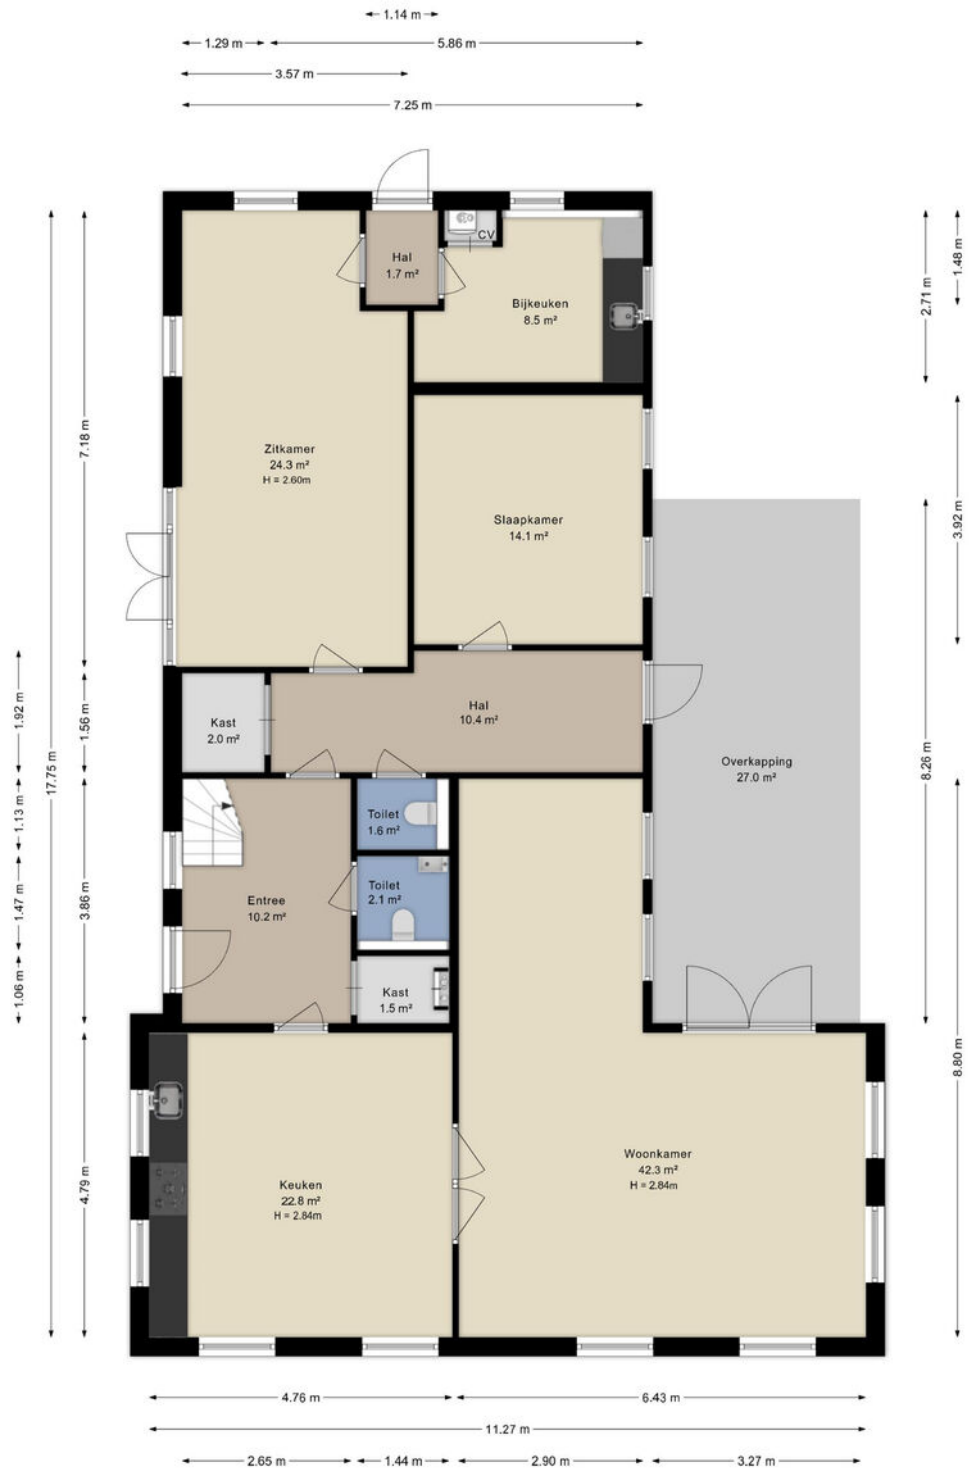 1.14 m
1.29 m
5.86 m
3.57 m
7.25 m
CV
Hal
1.7 m²
Bijkeuken
8.5 m²
1.48 m
2.71 m
7.18 m
Zitkamer
24.3 m²
H = 2.60m
Slaapkamer
14.1 m²
3.92 m
1.92 m
17.75 m
1.56 m
Kast
2.0 m²
Hal
10.4 m²
Overkapping
27.0 m²
8.26 m
1.13 m
Toilet
1.6 m²
1.47 m
3.86 m
Entree
10.2 m²
Toilet
2.1 m²
1.06 m
Kast
1.5 m²
8.80 m
4.79 m
Keuken
22.8 m²
H = 2.84m
Woonkamer
42.3 m²
H = 2.84m
4.76 m
6.43 m
11.27 m
2.65 m
1.44 m
2.90 m
3.27 m